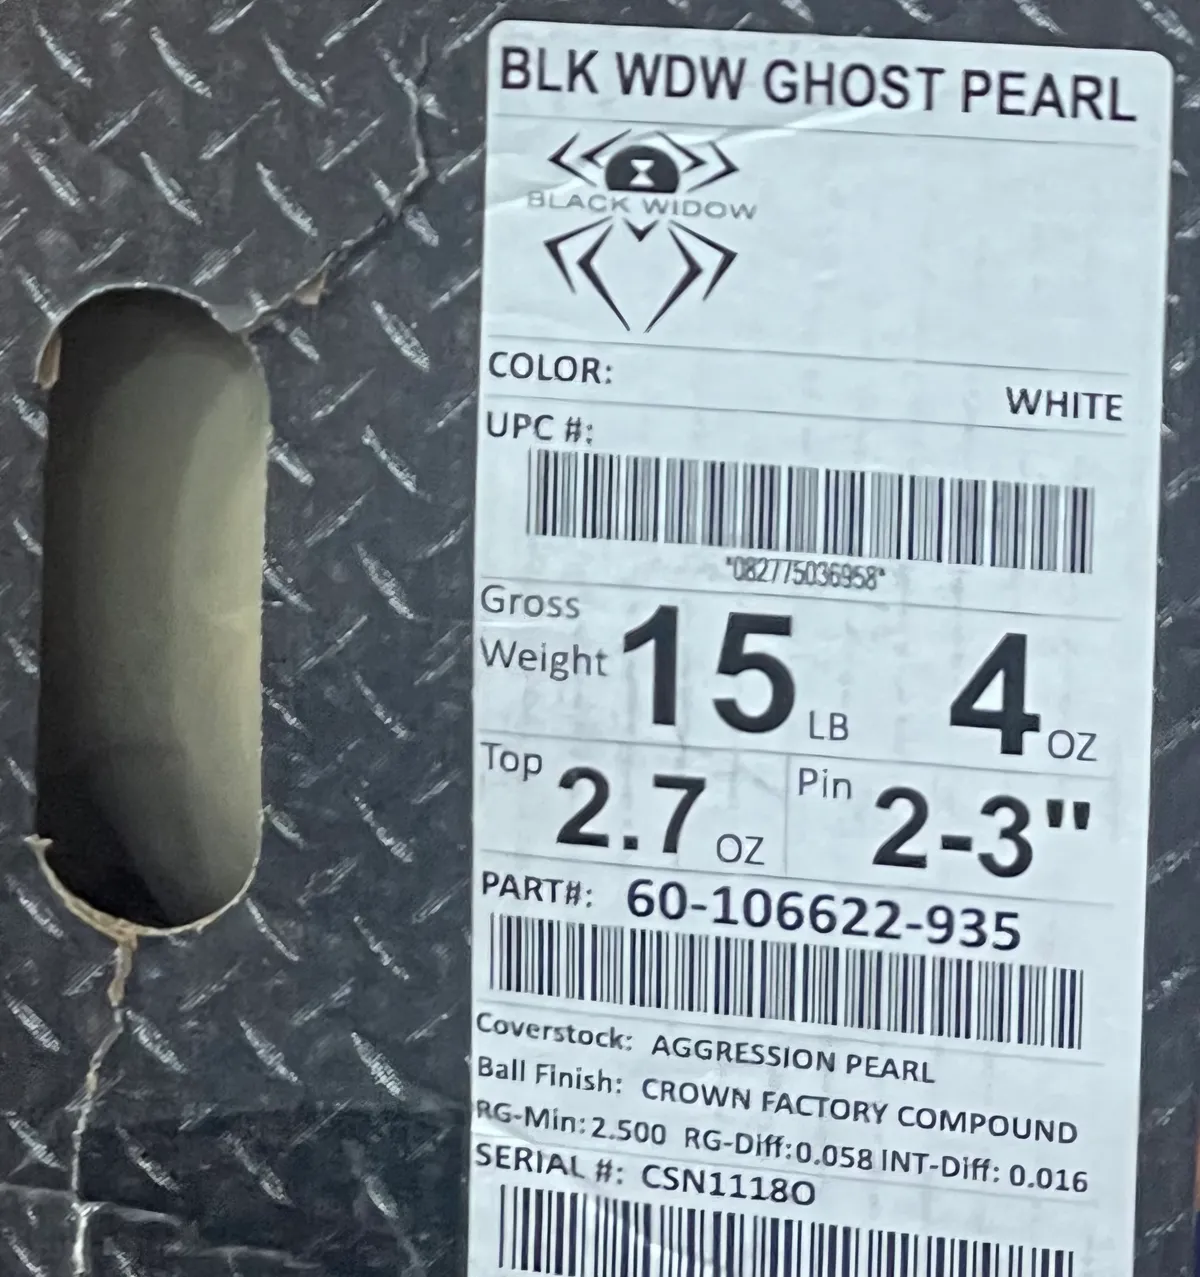 BLK WDW GHOST PEARL
BLACK WIDOW
COLOR: WHITE
UPC #:
*082775036958*
Gross Weight 15 LB 4 OZ
Top 2.7 OZ Pin 2-3"
PART#: 60-106622-935
Coverstock: AGGRESSION PEARL
Ball Finish: CROWN FACTORY COMPOUND
RG-Min: 2.500 RG-Diff: 0.058 INT-Diff: 0.016
SERIAL #: CSN1118O